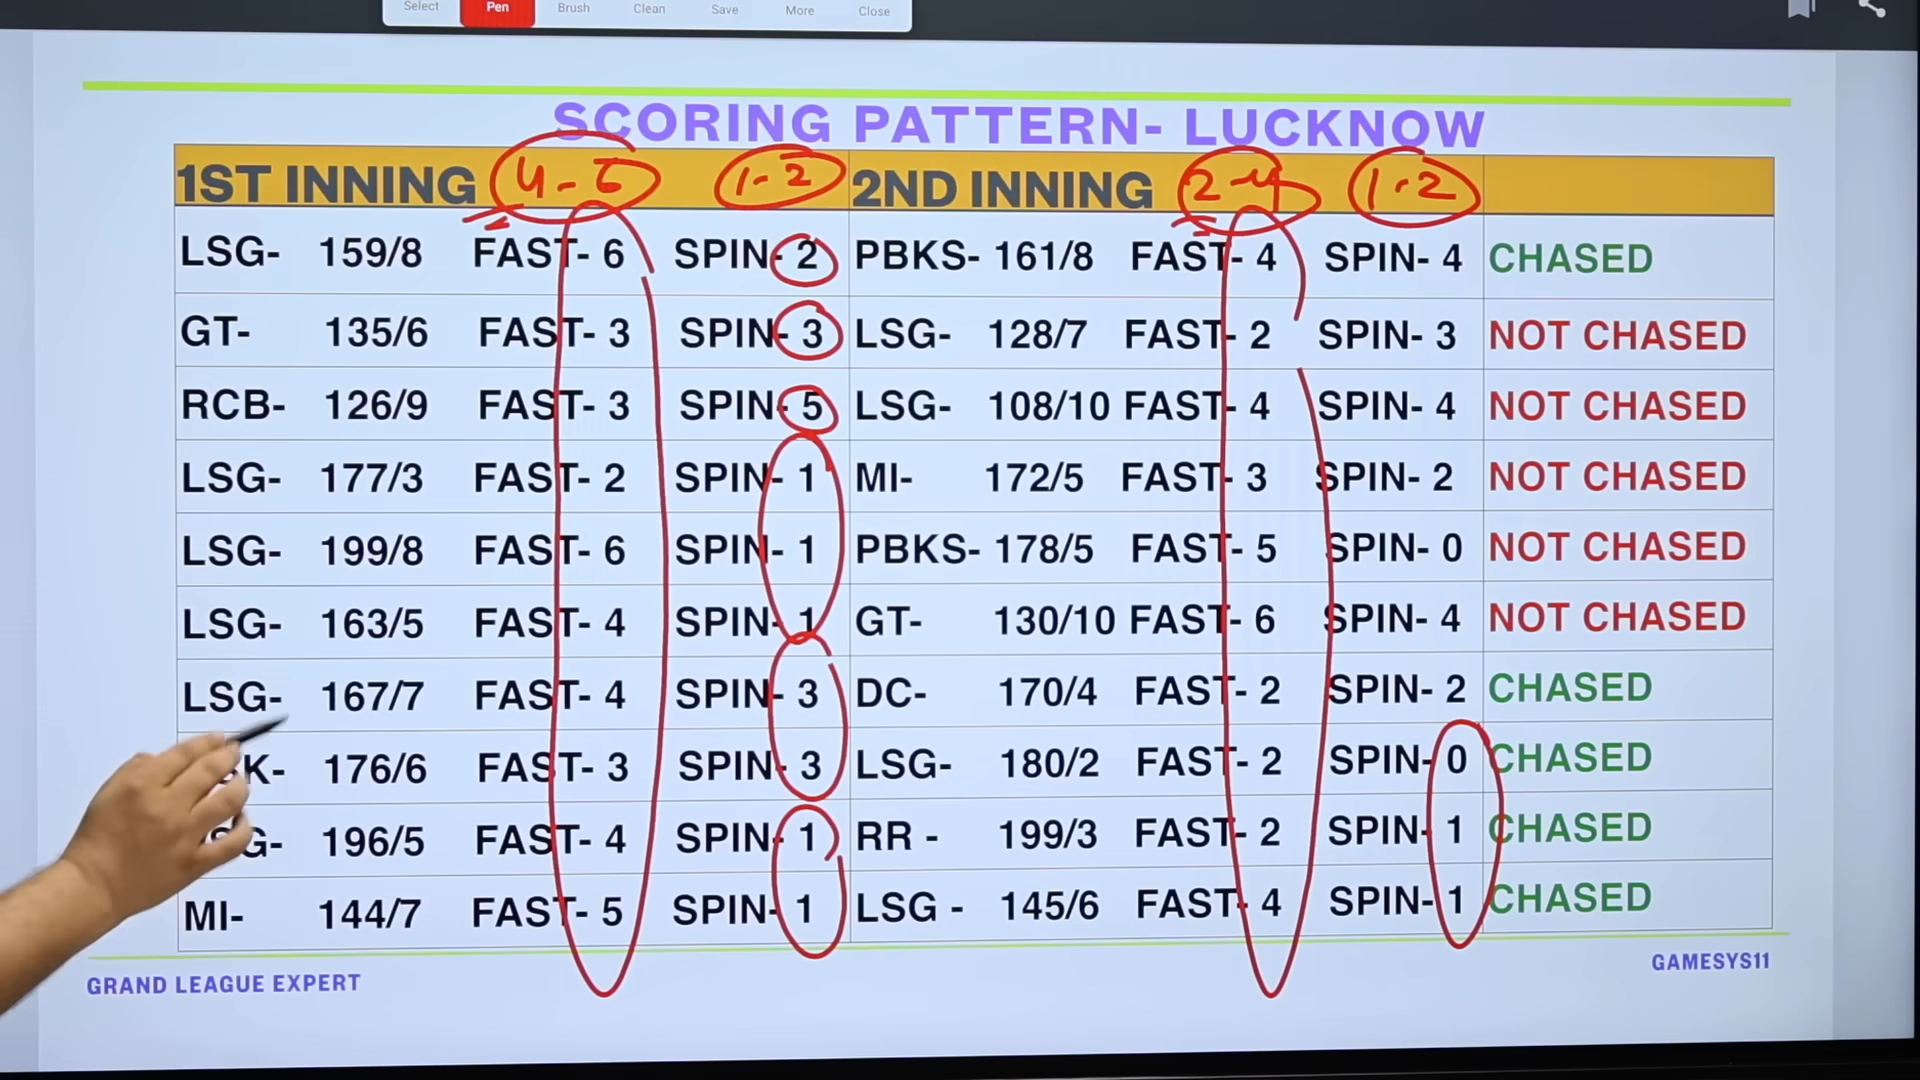 Select Pen Brush Clean Save More Close
SCORING PATTERN- LUCKNOW
1ST INNING 4-5 1-2 2ND INNING 2-4 1-2
LSG- 159/8 FAST- 6 SPIN- 2 PBKS- 161/8 FAST- 4 SPIN- 4 CHASED
GT- 135/6 FAST- 3 SPIN- 3 LSG- 128/7 FAST- 2 SPIN- 3 NOT CHASED
RCB- 126/9 FAST- 3 SPIN- 5 LSG- 108/10 FAST- 4 SPIN- 4 NOT CHASED
LSG- 177/3 FAST- 2 SPIN- 1 MI- 172/5 FAST- 3 SPIN- 2 NOT CHASED
LSG- 199/8 FAST- 6 SPIN- 1 PBKS- 178/5 FAST- 5 SPIN- 0 NOT CHASED
LSG- 163/5 FAST- 4 SPIN- 1 GT- 130/10 FAST- 6 SPIN- 4 NOT CHASED
LSG- 167/7 FAST- 4 SPIN- 3 DC- 170/4 FAST- 2 SPIN- 2 CHASED
176/6 FAST- 3 SPIN- 3 LSG- 180/2 FAST- 2 SPIN- 0 CHASED
196/5 FAST- 4 SPIN- 1 RR - 199/3 FAST- 2 SPIN- 1 CHASED
MI- 144/7 FAST- 5 SPIN- 1 LSG - 145/6 FAST- 4 SPIN- 1 CHASED
GRAND LEAGUE EXPERT
GAMESYS11